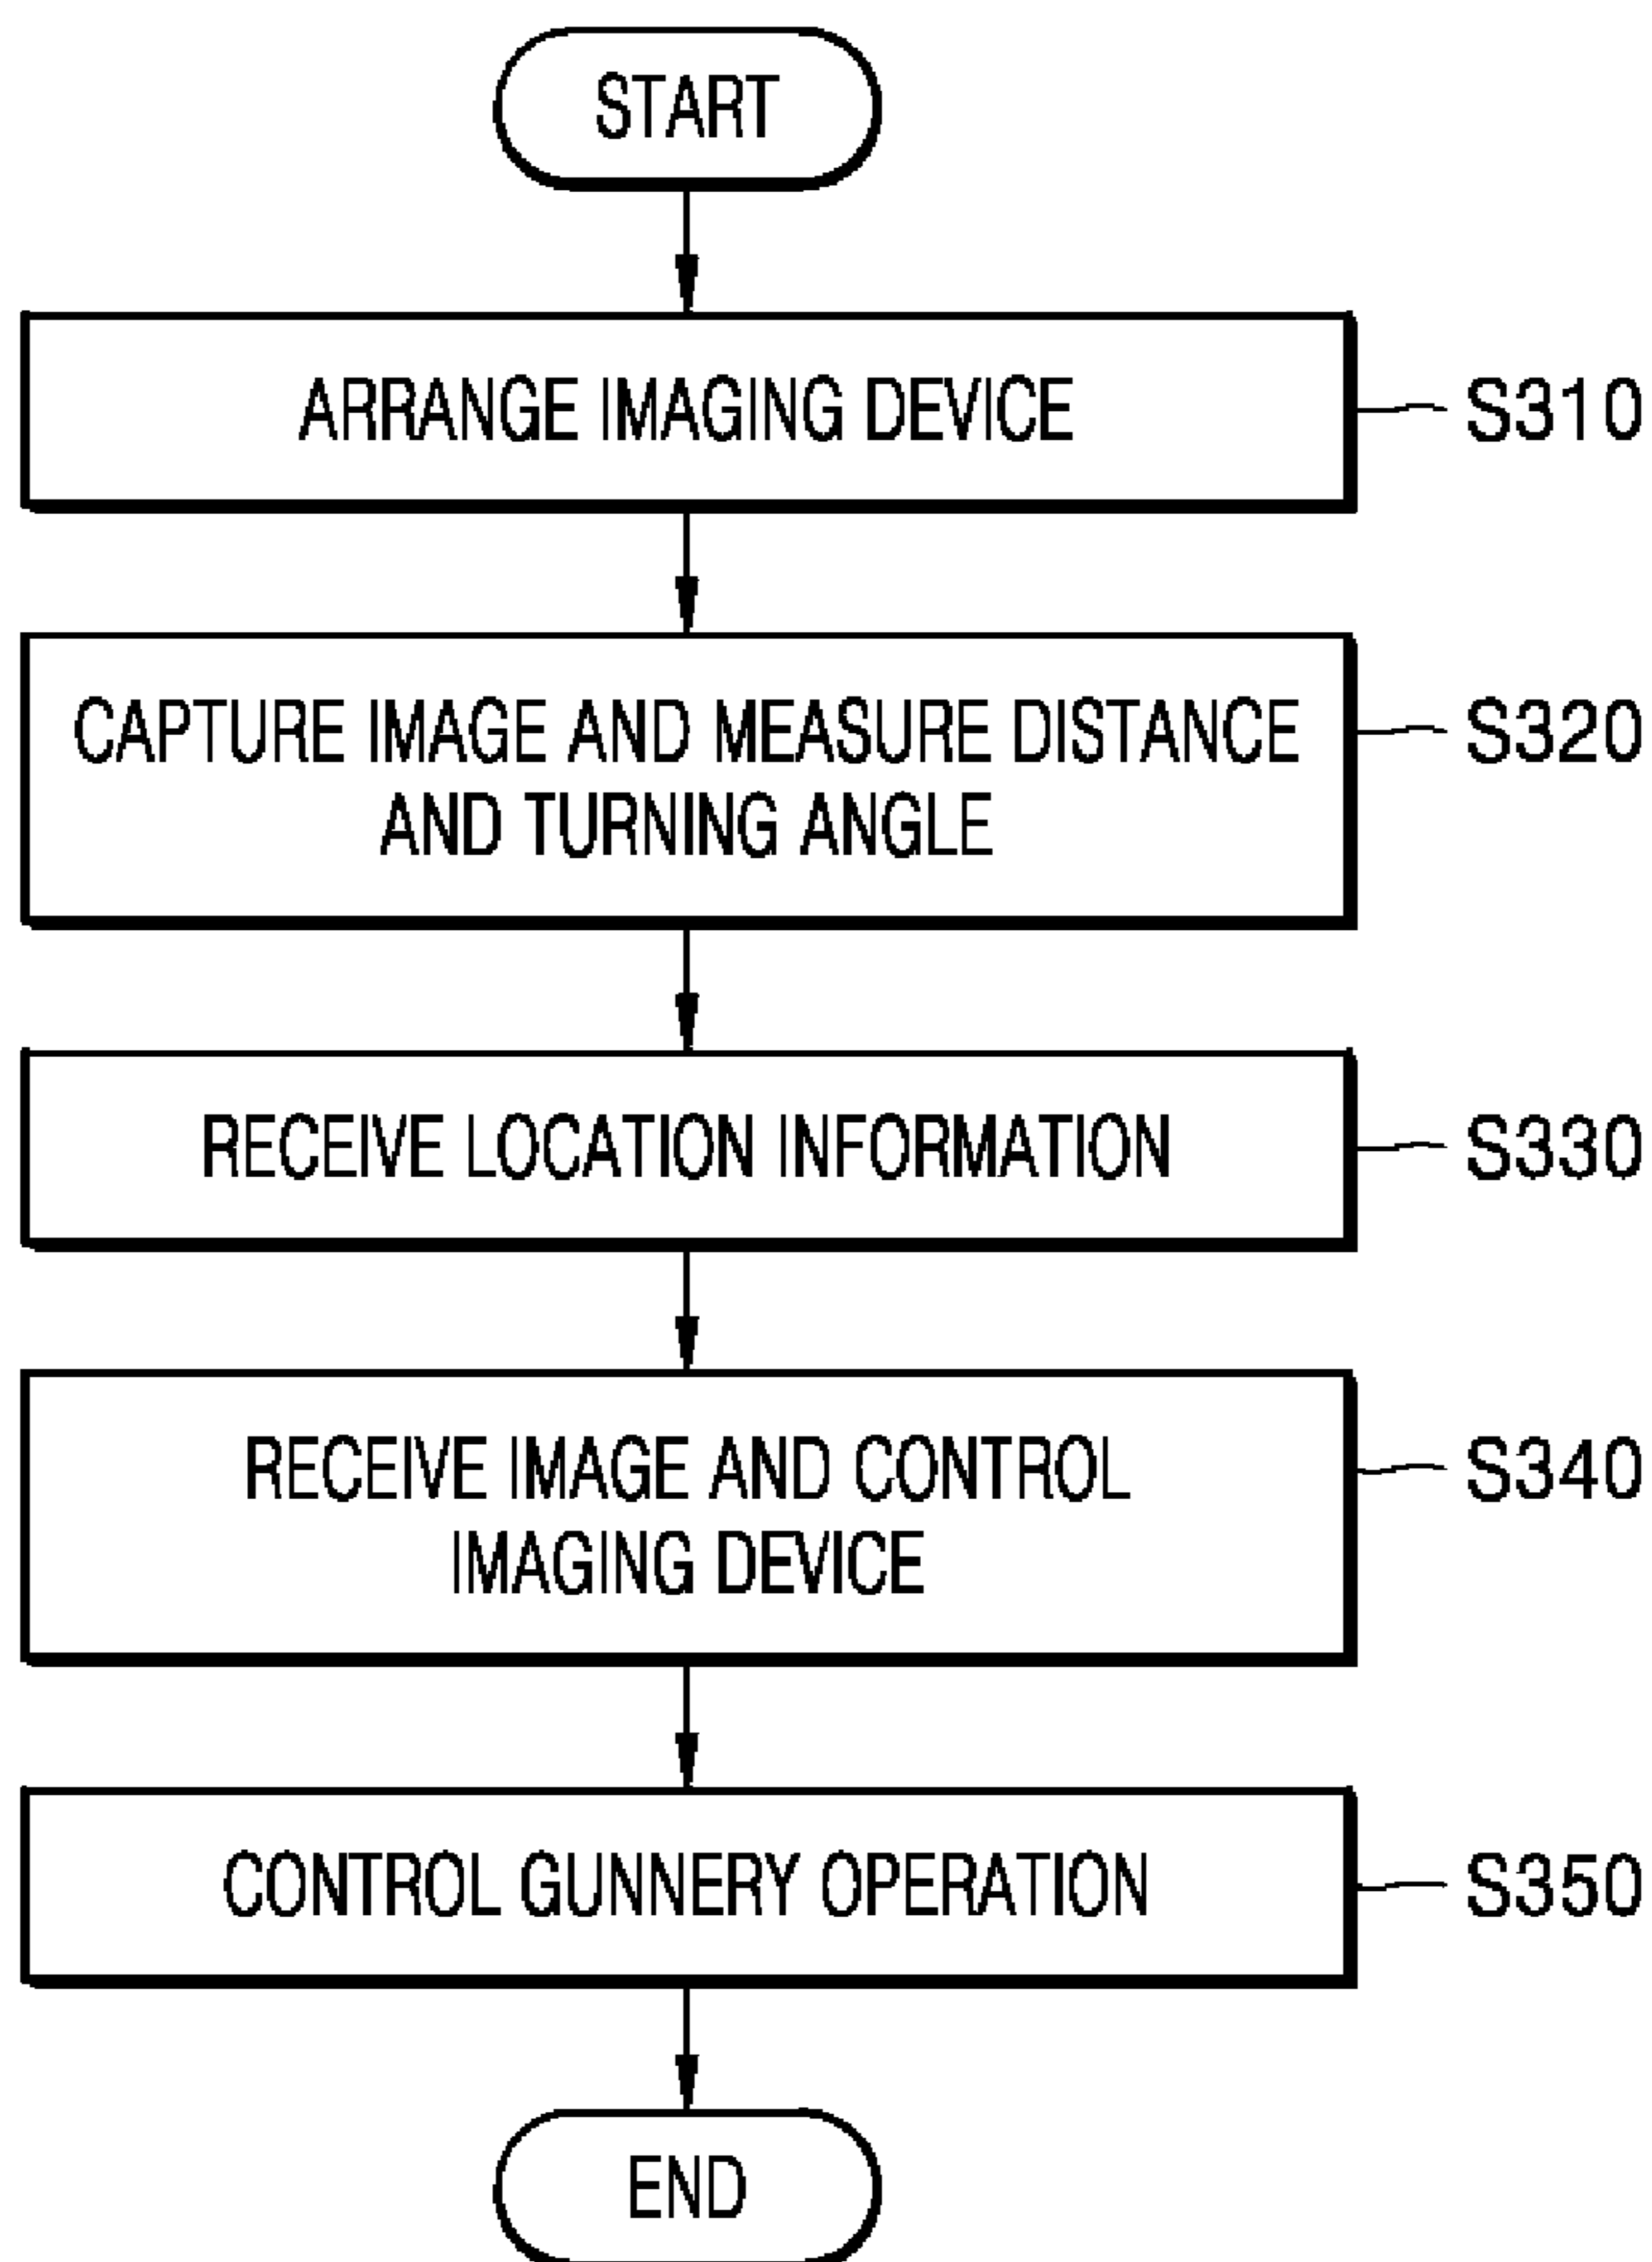 START
ARRANGE IMAGING DEVICE
S310
CAPTURE IMAGE AND MEASURE DISTANCE
AND TURNING ANGLE
S320
RECEIVE LOCATION INFORMATION
S330
RECEIVE IMAGE AND CONTROL
IMAGING DEVICE
S340
CONTROL GUNNERY OPERATION
S350
END